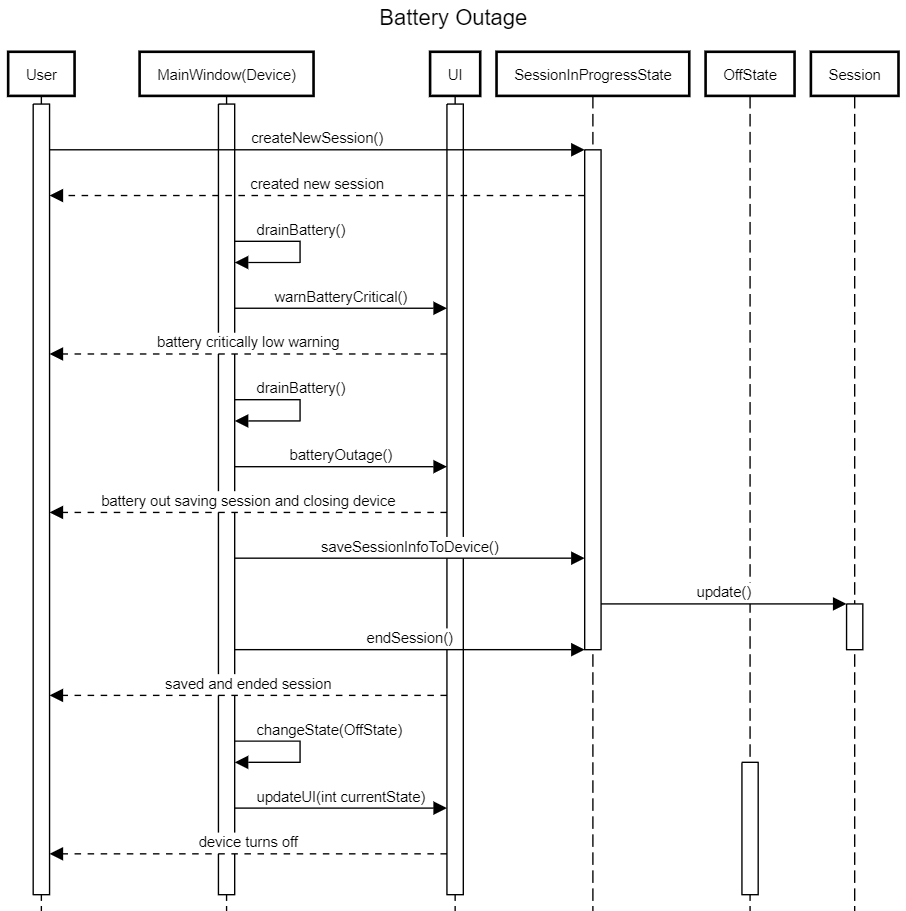 Battery Outage
User
MainWindow(Device)
UI
SessionInProgressState
OffState
Session
createNewSession()
created new session
drainBattery()
warnBatteryCritical()
battery critically low warning
drainBattery()
batteryOutage()
battery out saving session and closing device
saveSessionInfoToDevice()
update()
endSession()
saved and ended session
changeState(OffState)
updateUI(int currentState)
device turns off